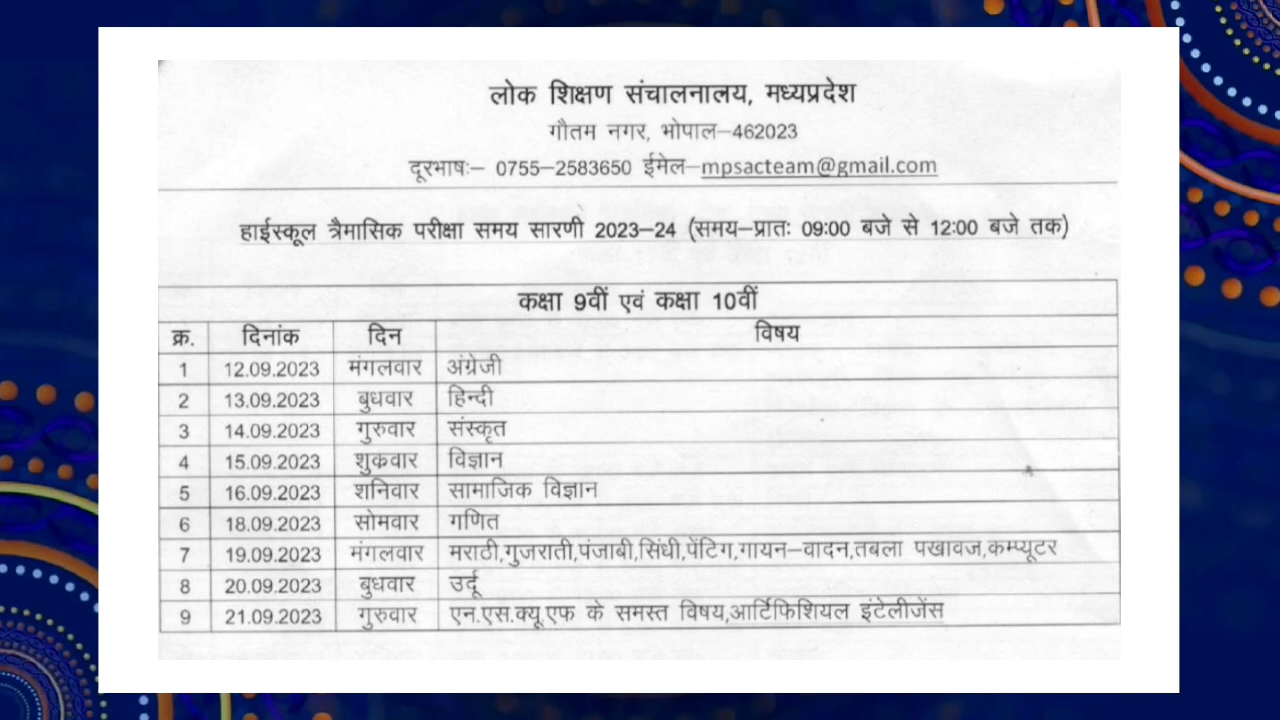 लोक शिक्षण संचालनालय, मध्यप्रदेश
गौतम नगर, भोपाल–462023
दूरभाषः– 0755–2583650 ईमेल–mpsacteam@gmail.com
हाईस्कूल त्रैमासिक परीक्षा समय सारणी 2023–24 (समय–प्रातः 09:00 बजे से 12:00 बजे तक)
कक्षा 9वीं एवं कक्षा 10वीं
क्र. दिनांक दिन विषय
1 12.09.2023 मंगलवार अंग्रेजी
2 13.09.2023 बुधवार हिन्दी
3 14.09.2023 गुरुवार संस्कृत
4 15.09.2023 शुक्रवार विज्ञान
5 16.09.2023 शनिवार सामाजिक विज्ञान
6 18.09.2023 सोमवार गणित
7 19.09.2023 मंगलवार मराठी,गुजराती,पंजाबी,सिंधी,पेंटिग,गायन–वादन,तबला पखावज,कम्प्यूटर
8 20.09.2023 बुधवार उर्दू
9 21.09.2023 गुरुवार एन.एस.क्यू.एफ के समस्त विषय,आर्टिफिशियल इंटेलीजेंस